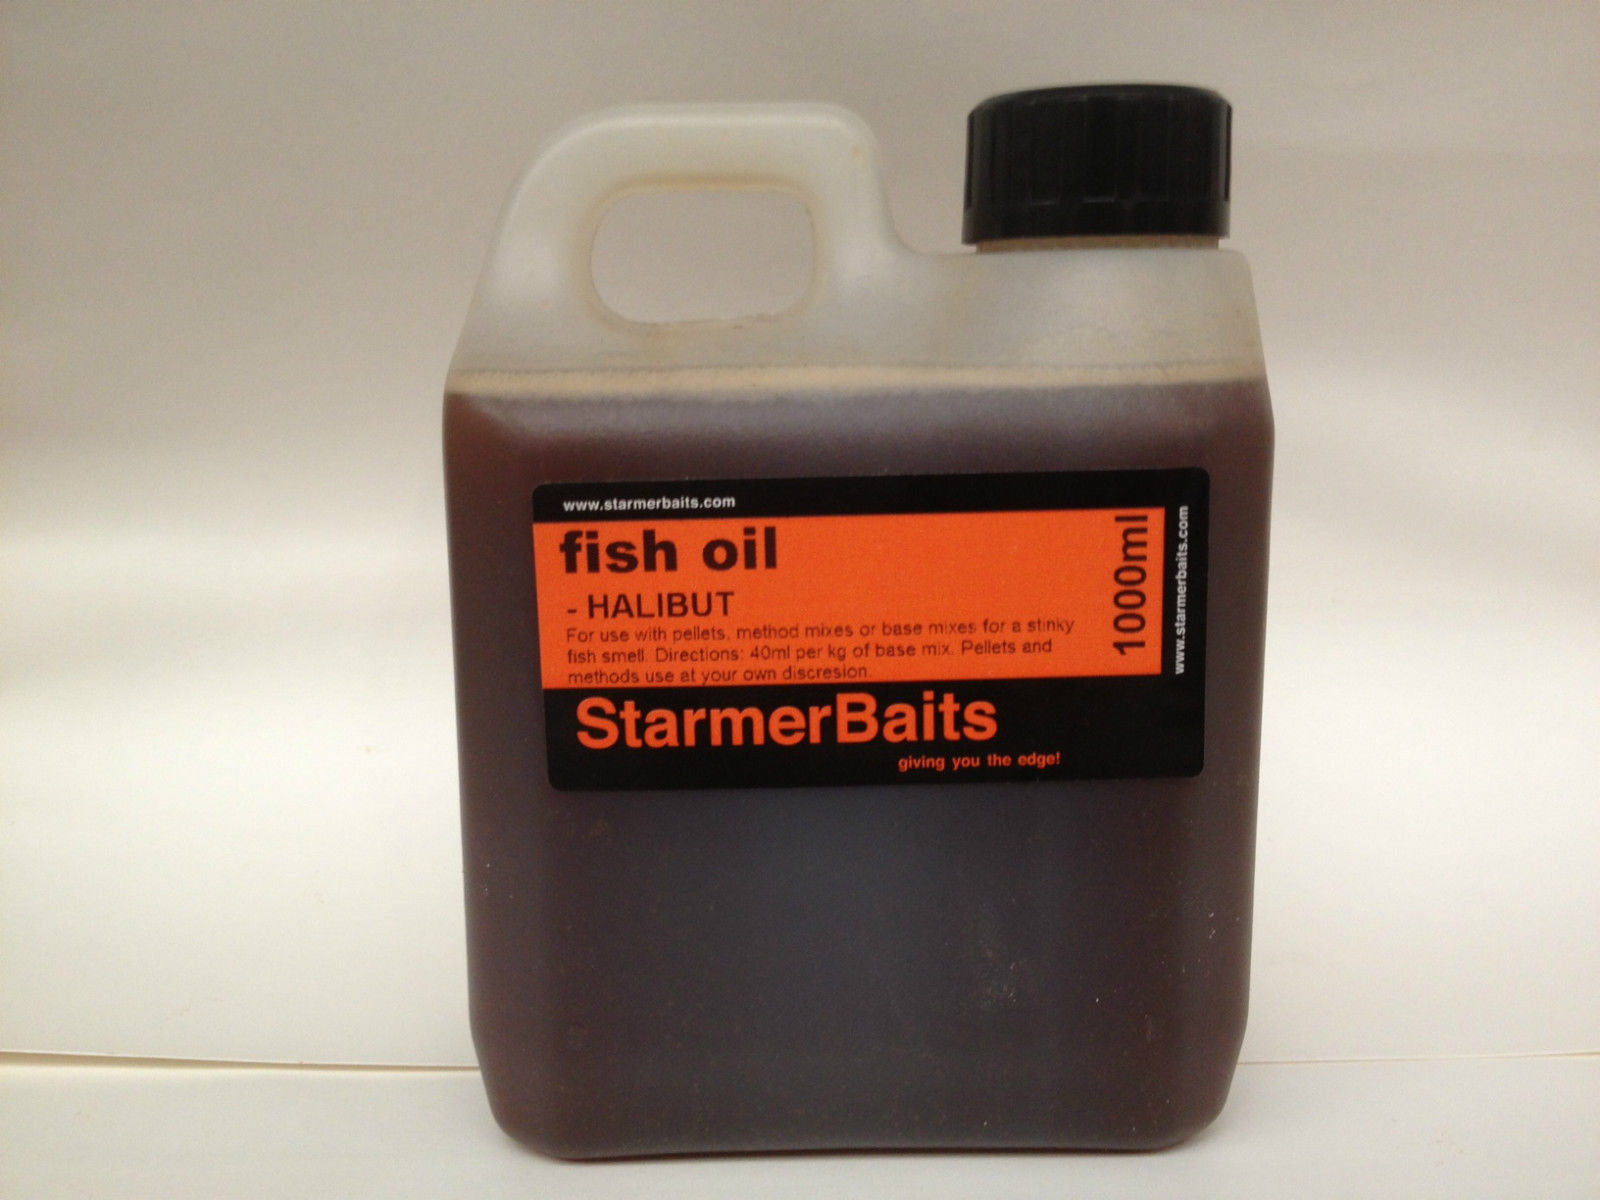 www.starmerbaits.com
fish oil
- HALIBUT
For use with pellets, method mixes or base mixes for a stinky
fish smell. Directions: 40ml per kg of base mix. Pellets and
methods use at your own discresion.
1000ml
www.starmerbaits.com
StarmerBaits
giving you the edge!